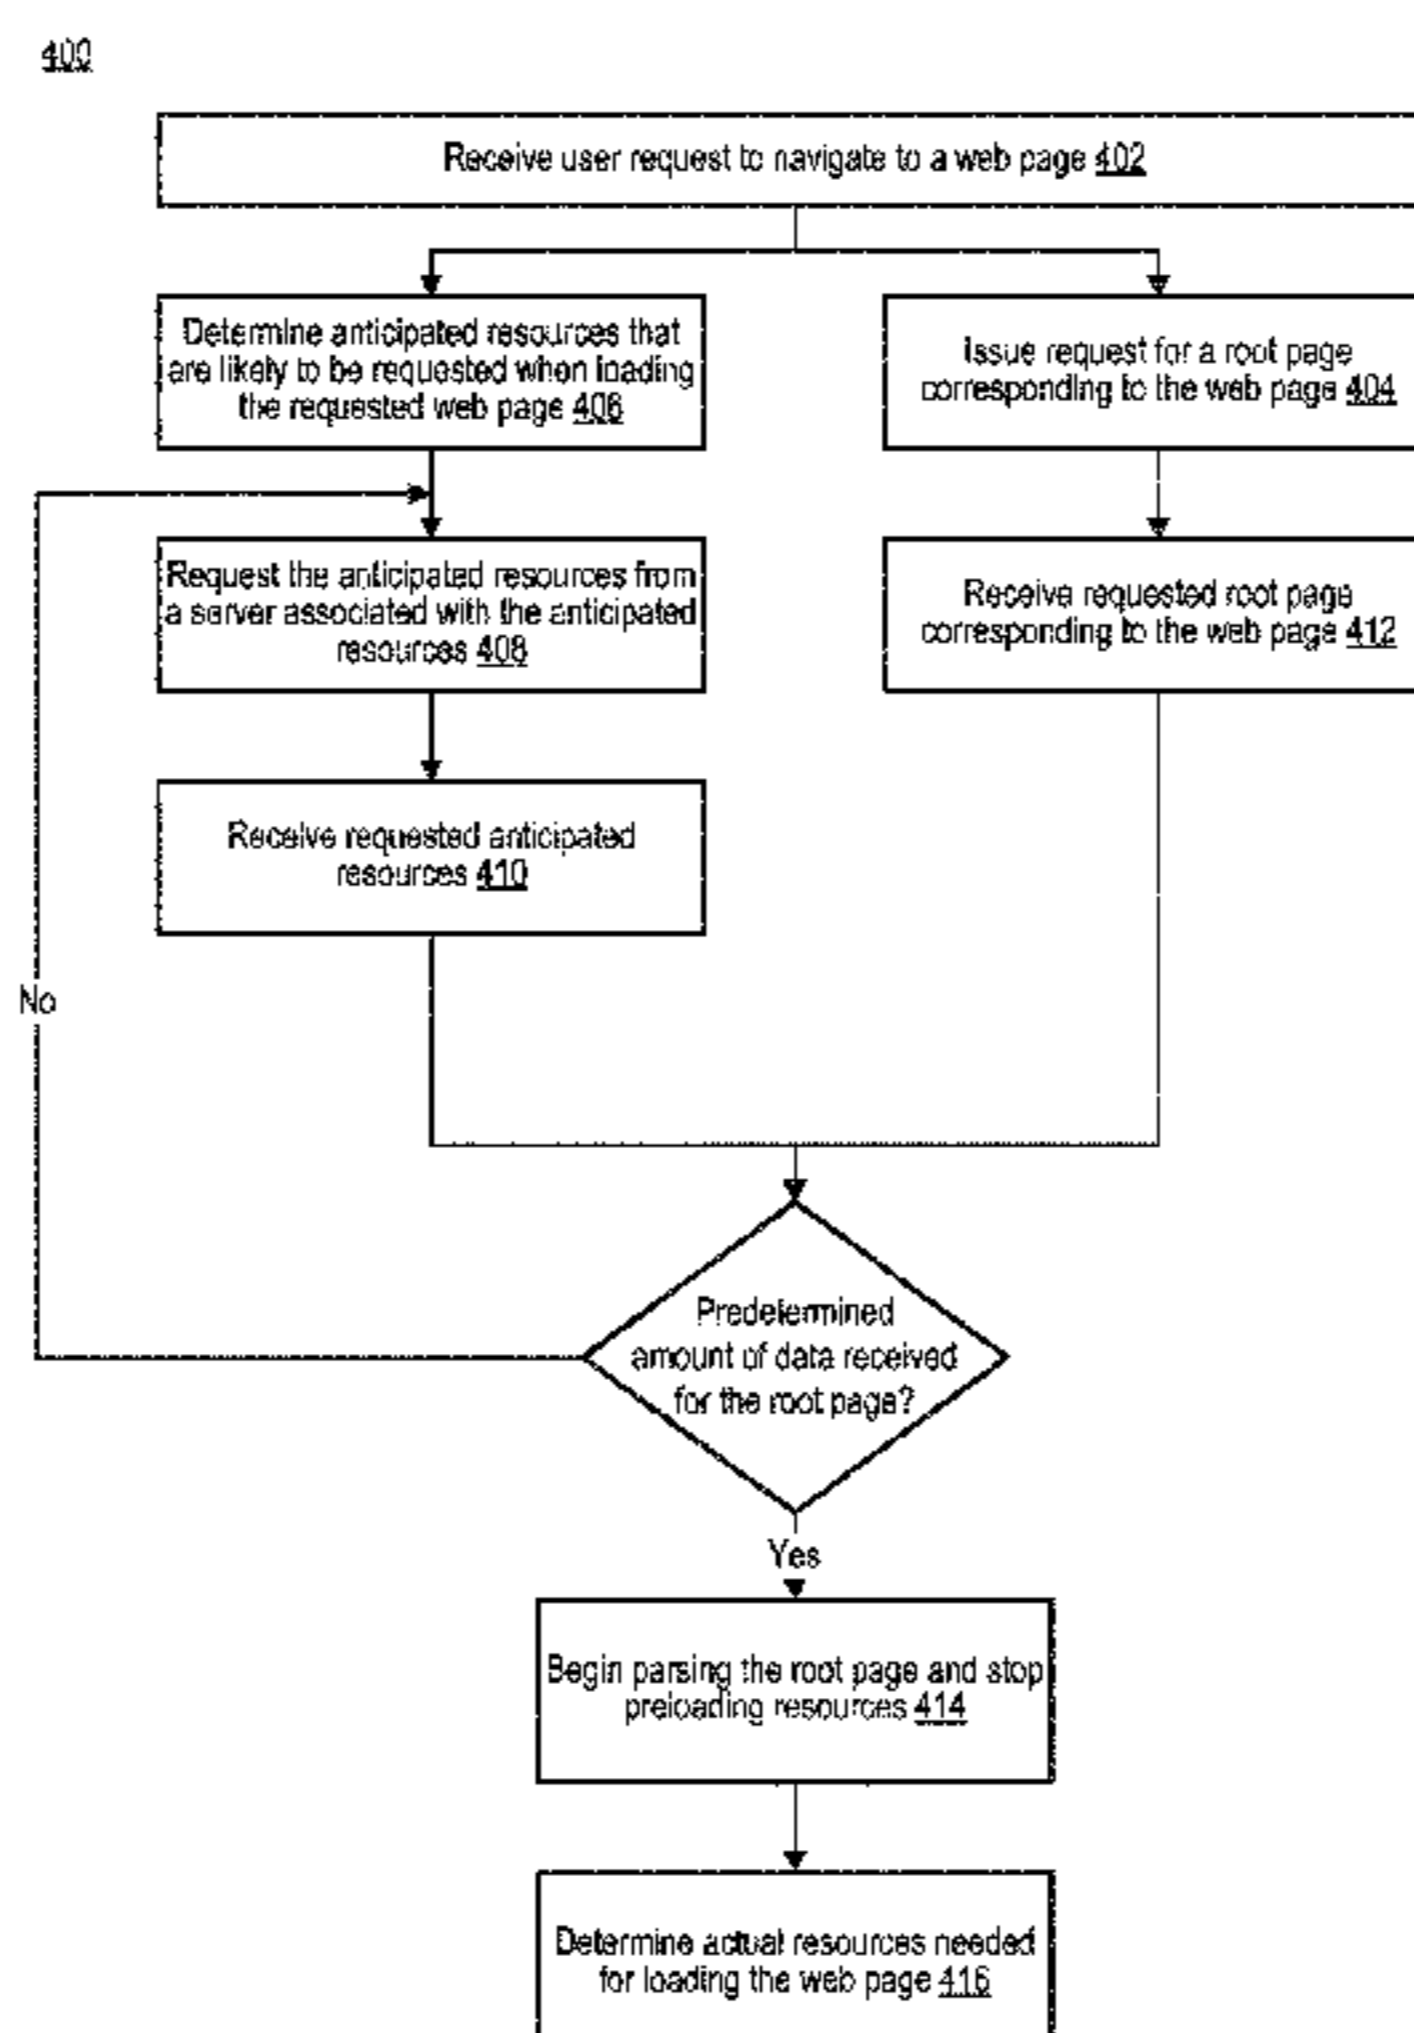 400
Receive user request to navigate to a web page 402
Determine anticipated resources that
are likely to be requested when loading
the requested web page 406
Issue request for a root page
corresponding to the web page 404
Request the anticipated resources from
a server associated with the anticipated
resources 408
Receive requested root page
corresponding to the web page 412
Receive requested anticipated
resources 410
No
Predetermined
amount of data received
for the root page?
Yes
Begin parsing the root page and stop
preloading resources 414
Determine actual resources needed
for loading the web page 416